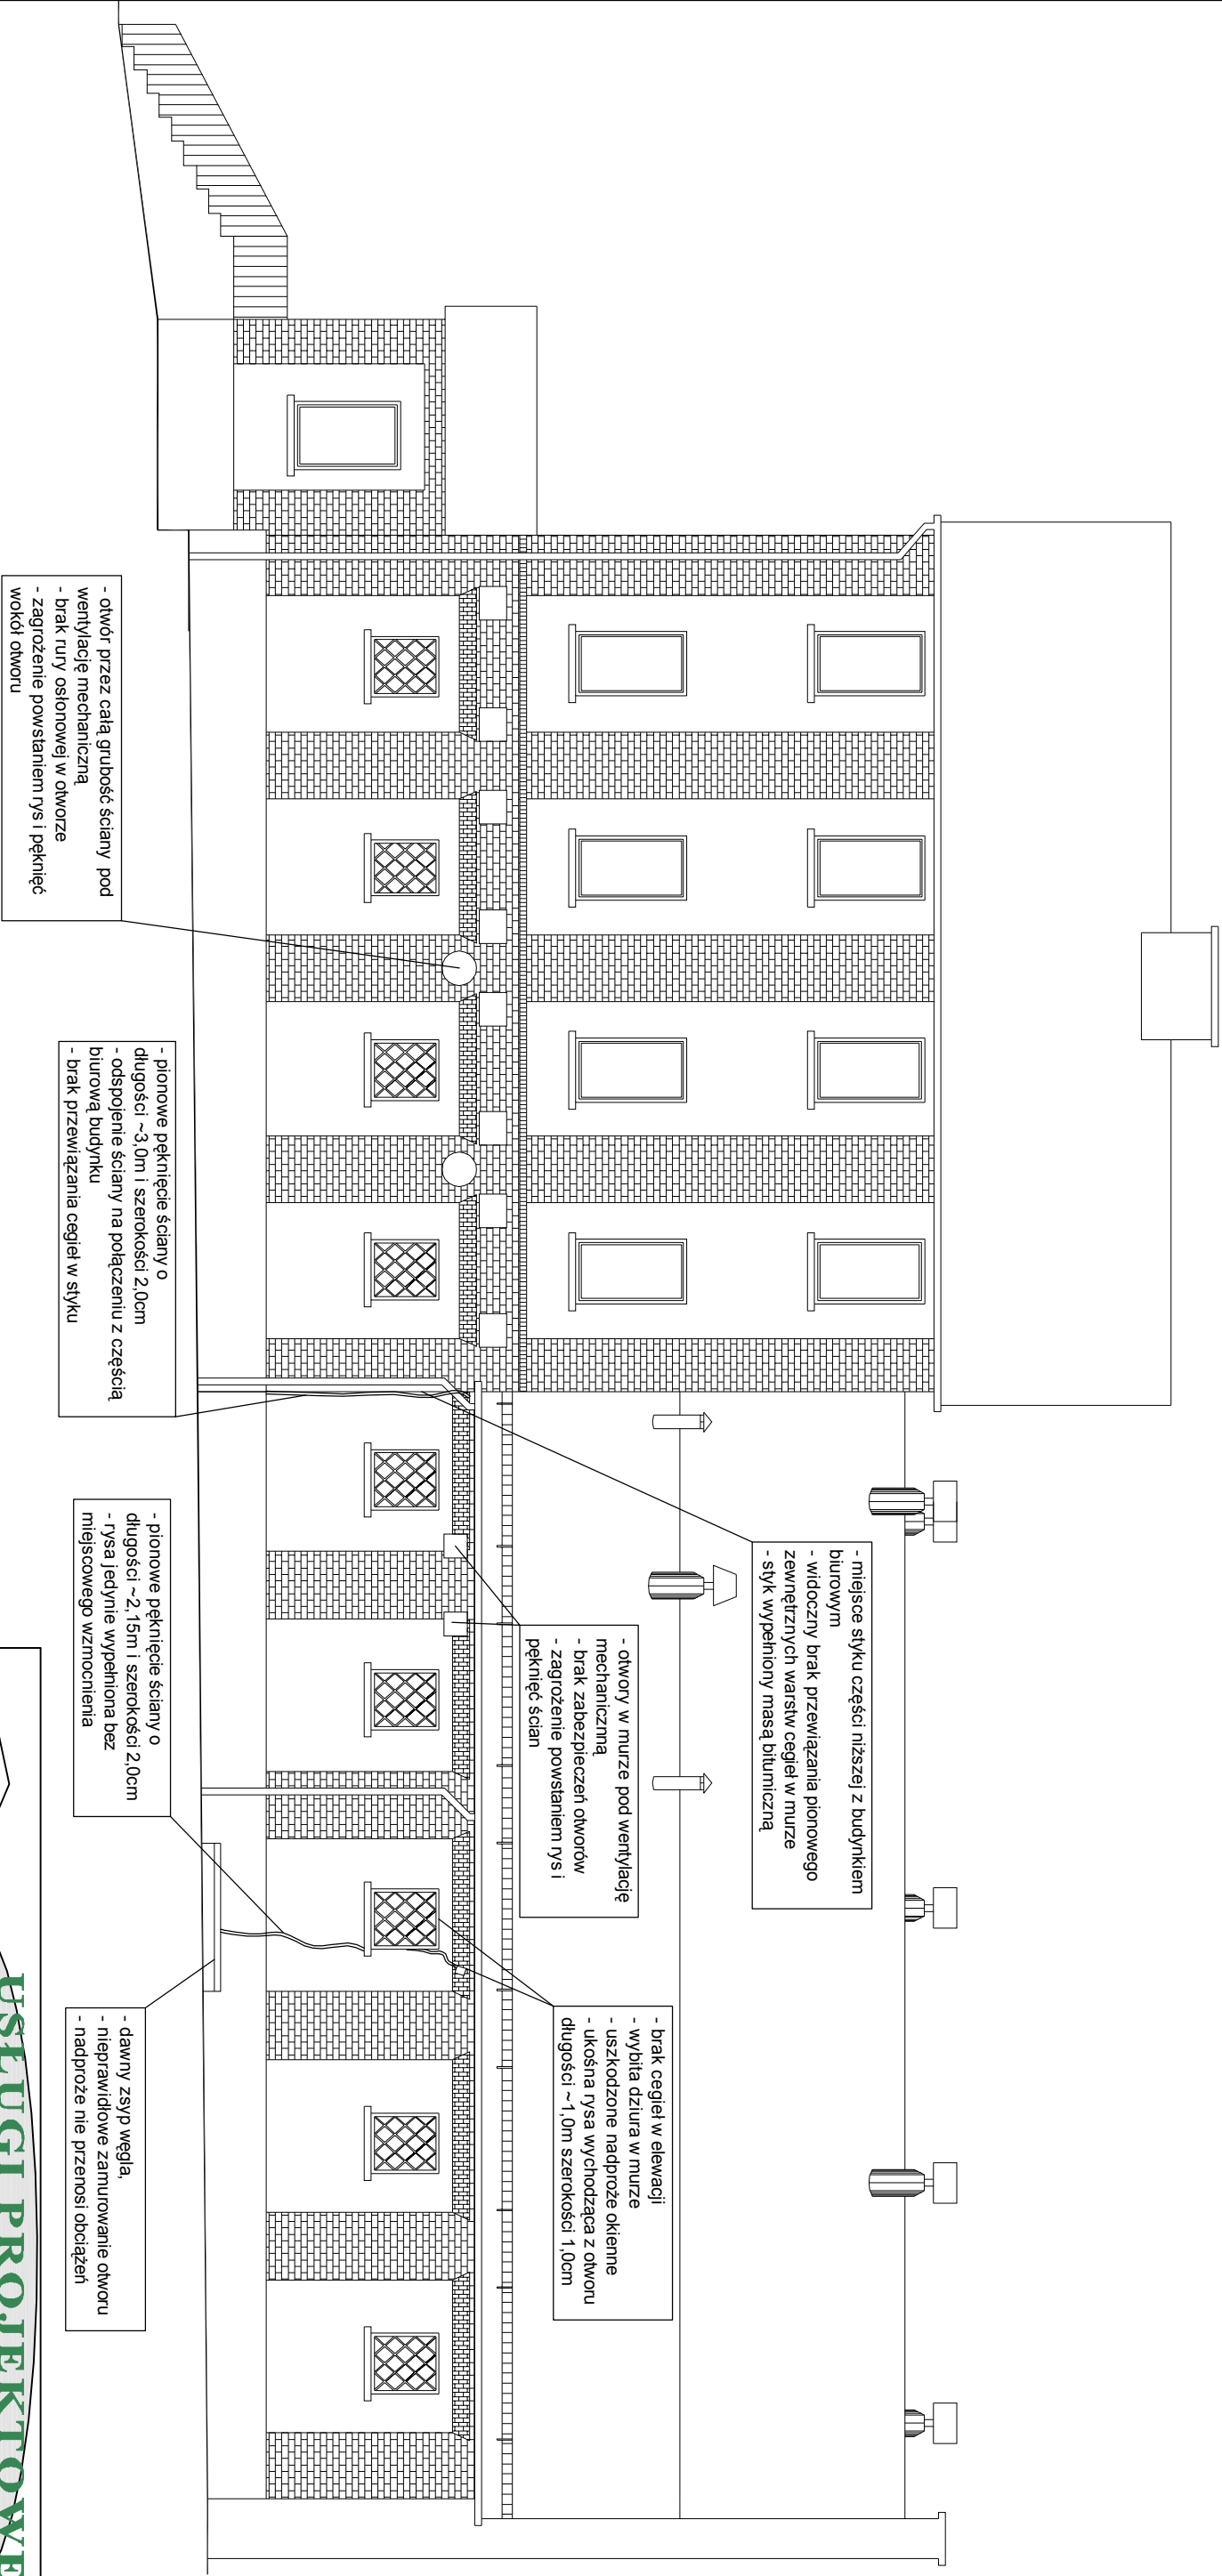 - otwór przez całą grubość ściany pod
wentylację mechaniczną
- brak rury osłonowej w otworze
- zagrożenie powstaniem rys i pęknięć
wokół otworu
- pionowe pęknięcie ściany o
długości ~3,0m i szerokości 2,0cm
- odspojenie ściany na połączeniu z częścią
biurową budynku
- brak przewiązania cegieł w styku
- miejsce styku części niższej z budynkiem
biurowym
- widoczny brak przewiązania pionowego
zewnętrznych warstw cegieł w murze
- styk wypełniony masą bitumiczną
- otwory w murze pod wentylację
mechanicznną
- brak zabezpieczeń otworów
- zagrożenie powstaniem rys i
pęknięć ścian
- pionowe pęknięcie ściany o
długości ~2,15m i szerokości 2,0cm
- rysa jedynie wypełniona bez
miejscowego wzmocnienia
- brak cegieł w elewacji
- wybita dziura w murze
- uszkodzone nadproże okienne
- ukośna rysa wychodząca z otworu
długości ~1,0m szerokości 1,0cm
- dawny zsyp węgla,
- nieprawidłowe zamurowanie otworu
- nadproże nie przenosi obciążeń
USŁUGI PROJEKTOWE